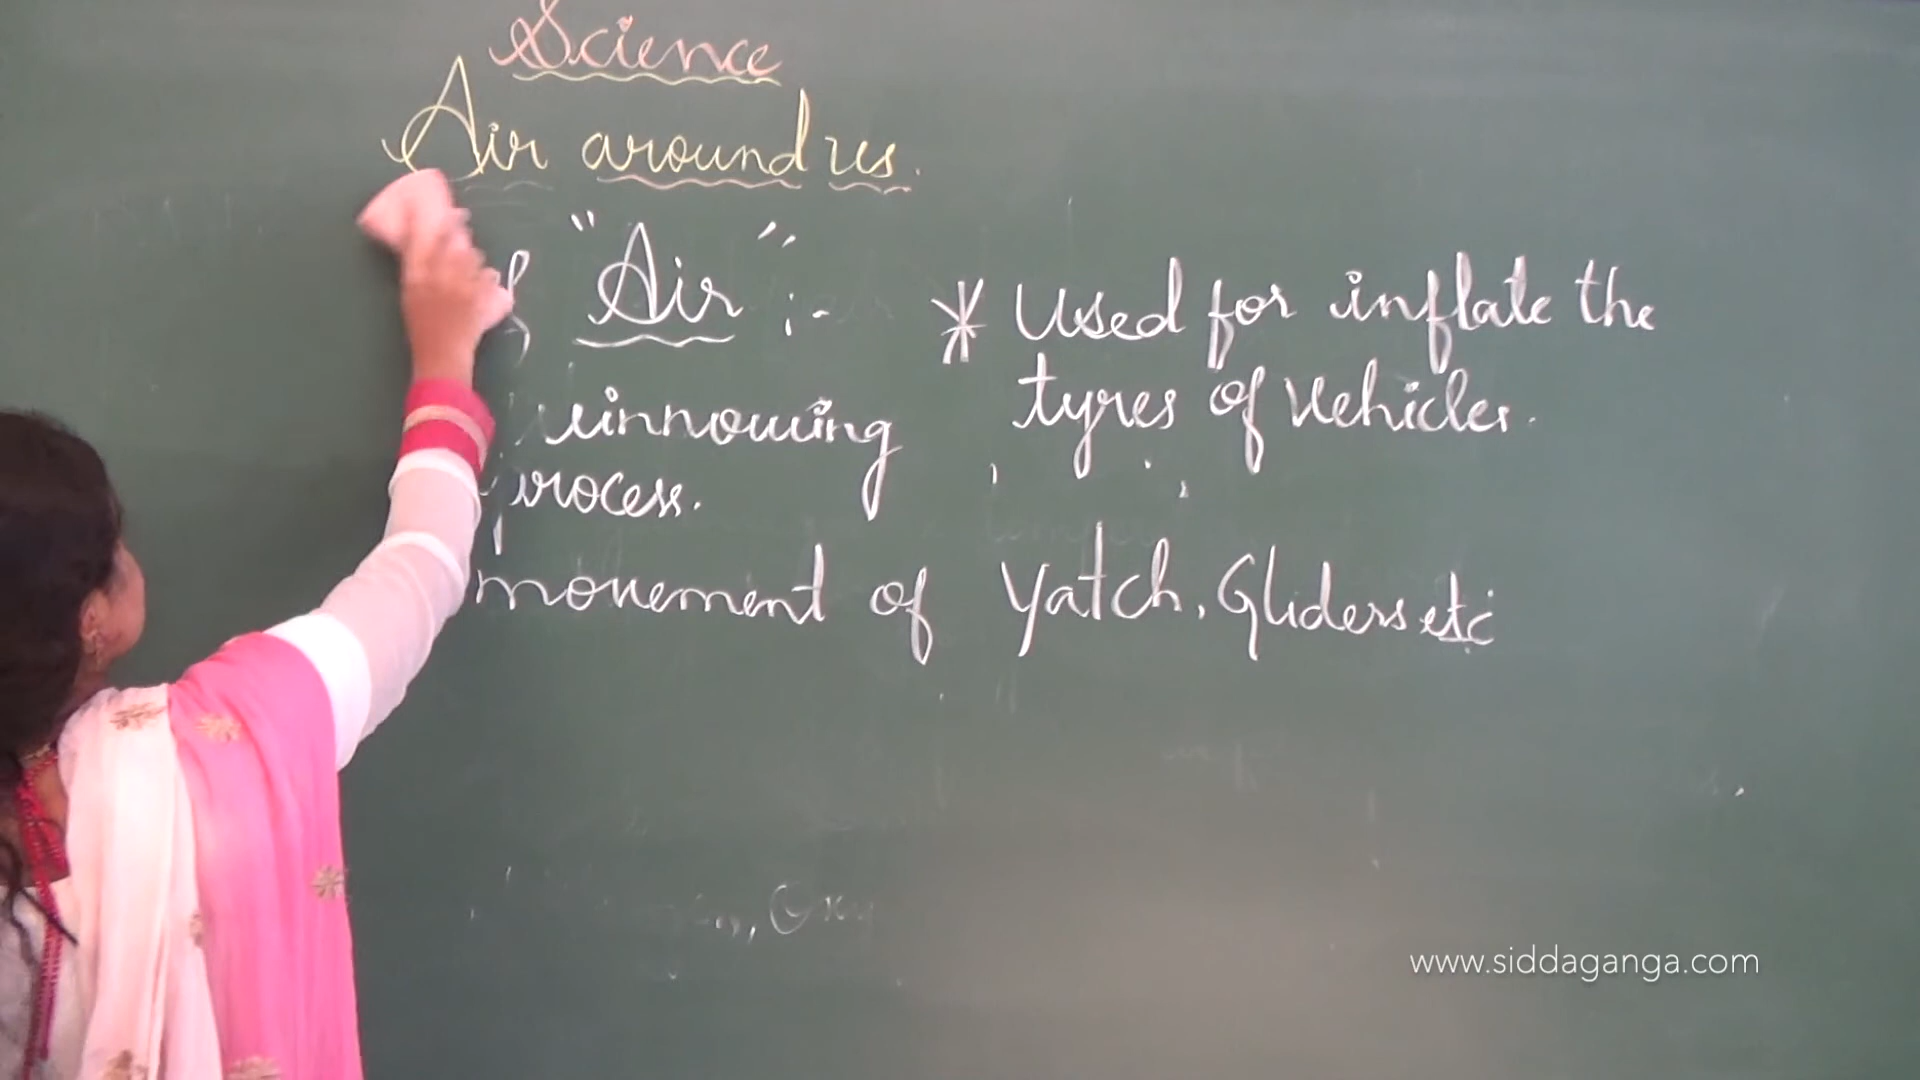 Science
Air around us.
of "Air" :-
winnowing
process.
movement of Yatch, Gliders etc
* Used for inflate the
tyres of vehicles.
www.siddaganga.com